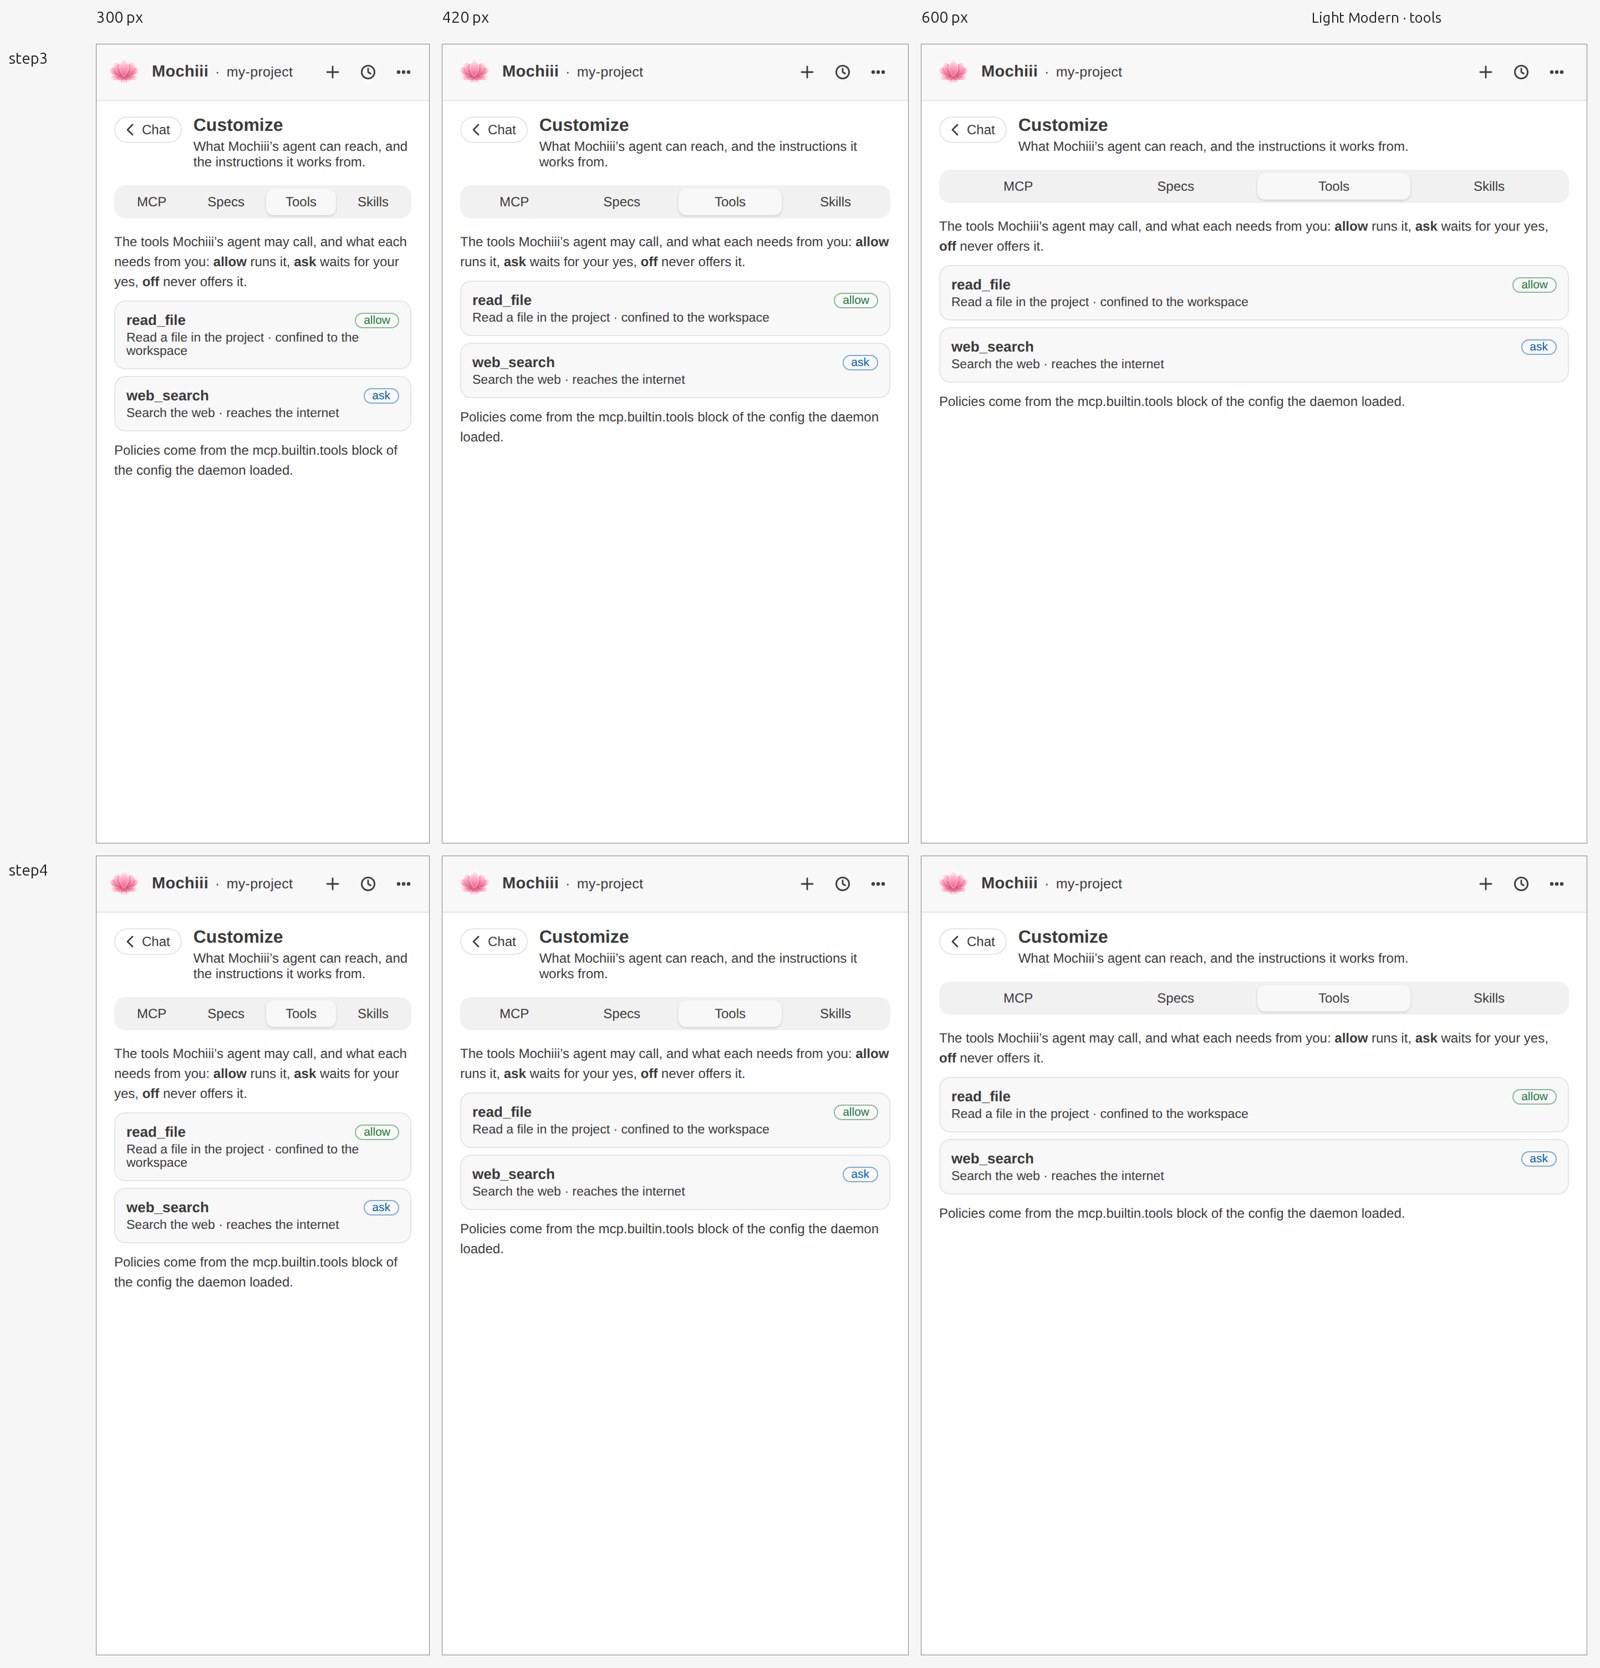 300 px
420 px
600 px
Light Modern · tools
step3
Mochiii · my-project
Chat
Customize
What Mochiii’s agent can reach, and
the instructions it works from.
MCP Specs Tools Skills
The tools Mochiii’s agent may call, and what each
needs from you: allow runs it, ask waits for your
yes, off never offers it.
read_file
allow
Read a file in the project · confined to the
workspace
web_search
ask
Search the web · reaches the internet
Policies come from the mcp.builtin.tools block of
the config the daemon loaded.
Mochiii · my-project
Chat
Customize
What Mochiii’s agent can reach, and the instructions it
works from.
MCP Specs Tools Skills
The tools Mochiii’s agent may call, and what each needs from you: allow
runs it, ask waits for your yes, off never offers it.
read_file
allow
Read a file in the project · confined to the workspace
web_search
ask
Search the web · reaches the internet
Policies come from the mcp.builtin.tools block of the config the daemon
loaded.
Mochiii · my-project
Chat
Customize
What Mochiii’s agent can reach, and the instructions it works from.
MCP Specs Tools Skills
The tools Mochiii’s agent may call, and what each needs from you: allow runs it, ask waits for your yes,
off never offers it.
read_file
allow
Read a file in the project · confined to the workspace
web_search
ask
Search the web · reaches the internet
Policies come from the mcp.builtin.tools block of the config the daemon loaded.
step4
Mochiii · my-project
Chat
Customize
What Mochiii’s agent can reach, and
the instructions it works from.
MCP Specs Tools Skills
The tools Mochiii’s agent may call, and what each
needs from you: allow runs it, ask waits for your
yes, off never offers it.
read_file
allow
Read a file in the project · confined to the
workspace
web_search
ask
Search the web · reaches the internet
Policies come from the mcp.builtin.tools block of
the config the daemon loaded.
Mochiii · my-project
Chat
Customize
What Mochiii’s agent can reach, and the instructions it
works from.
MCP Specs Tools Skills
The tools Mochiii’s agent may call, and what each needs from you: allow
runs it, ask waits for your yes, off never offers it.
read_file
allow
Read a file in the project · confined to the workspace
web_search
ask
Search the web · reaches the internet
Policies come from the mcp.builtin.tools block of the config the daemon
loaded.
Mochiii · my-project
Chat
Customize
What Mochiii’s agent can reach, and the instructions it works from.
MCP Specs Tools Skills
The tools Mochiii’s agent may call, and what each needs from you: allow runs it, ask waits for your yes,
off never offers it.
read_file
allow
Read a file in the project · confined to the workspace
web_search
ask
Search the web · reaches the internet
Policies come from the mcp.builtin.tools block of the config the daemon loaded.